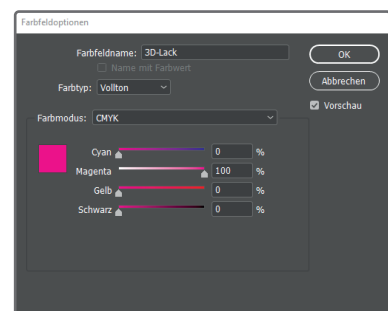 Farbfeldoptionen
Farbfeldname: 3D-Lack
OK
Name mit Farbwert
Abbrechen
Farbtyp: Vollton
Vorschau
Farbmodus: CMYK
Cyan 0 %
Magenta 100 %
Gelb 0 %
Schwarz 0 %